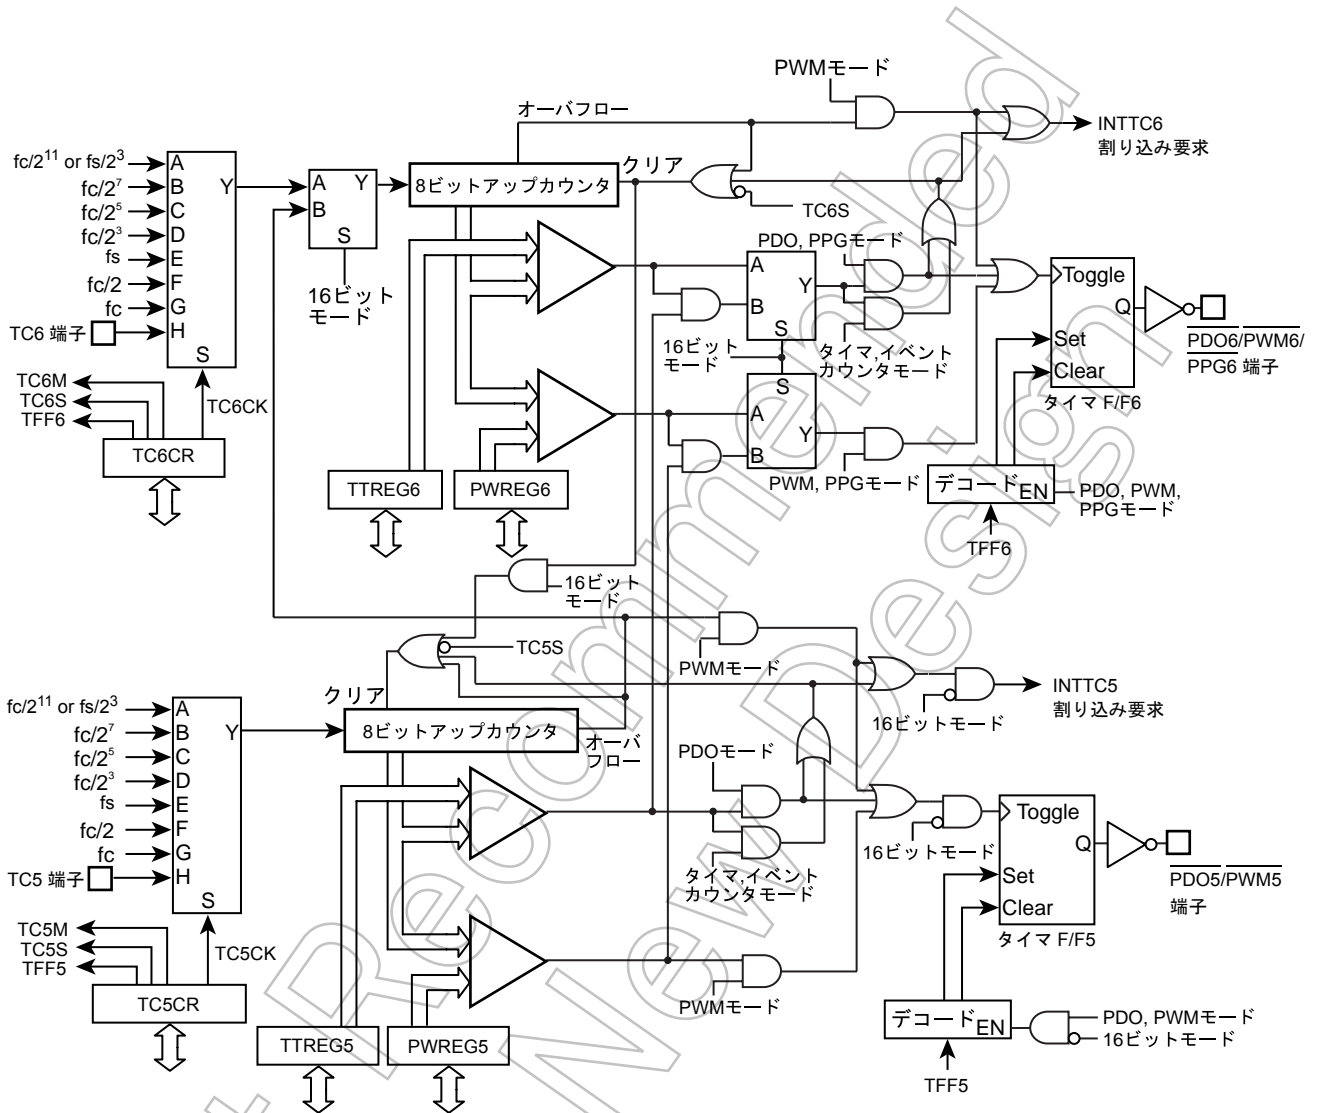 PWMモード
オーバフロー
INTTC6
割り込み要求
fc/2¹¹ or fs/2³
fc/2⁷
fc/2⁵
fc/2³
fs
fc/2
fc
TC6 端子
A
B
C
D
E
F
G
H
Y
S
A
B
Y
S
16ビット
モード
8ビットアップカウンタ
クリア
TC6S
PDO, PPGモード
A
B
Y
S
16ビット
モード
タイマ,イベント
カウンタモード
S
A
B
Y
PWM, PPGモード
Toggle
Q
Set
Clear
タイマ F/F6
PDO6/PWM6/
PPG6 端子
TC6M
TC6S
TFF6
TC6CK
TC6CR
TTREG6
PWREG6
デコード
EN
PDO, PWM,
PPGモード
TFF6
16ビット
モード
TC5S
PWMモード
クリア
fc/2¹¹ or fs/2³
fc/2⁷
fc/2⁵
fc/2³
fs
fc/2
fc
TC5 端子
A
B
C
D
E
F
G
H
Y
S
8ビットアップカウンタ
オーバ
フロー
INTTC5
割り込み要求
16ビットモード
PDOモード
タイマ,イベント
カウンタモード
16ビットモード
Toggle
Q
Set
Clear
タイマ F/F5
PDO5/PWM5
端子
TC5M
TC5S
TFF5
TC5CK
TC5CR
TTREG5
PWREG5
PWMモード
デコード
EN
PDO, PWMモード
16ビットモード
TFF5
Recommended
New Design